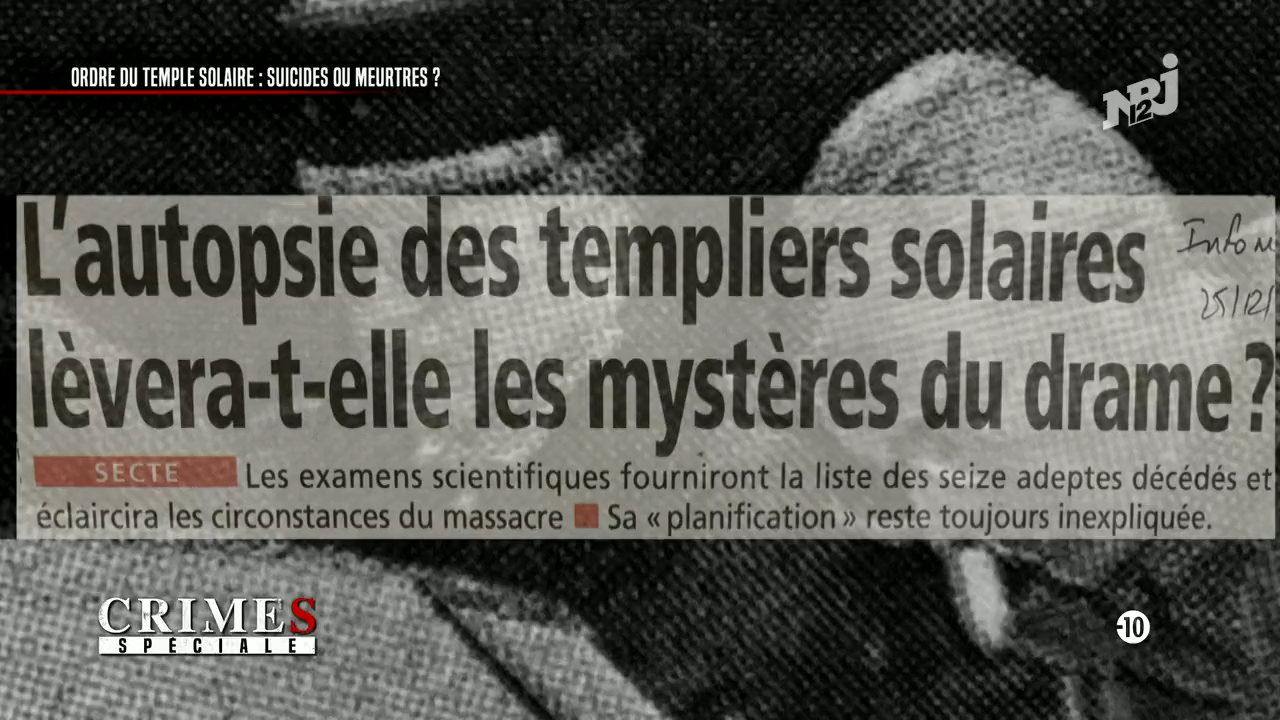 ORDRE DU TEMPLE SOLAIRE : SUICIDES OU MEURTRES ?
NRJ
12
L'autopsie des templiers solaires
lèvera-t-elle les mystères du drame ?
25/12/
SECTE Les examens scientifiques fourniront la liste des seize adeptes décédés et
éclaircira les circonstances du massacre ■ Sa « planification » reste toujours inexpliquée.
CRIMES
SPÉCIALE
-10